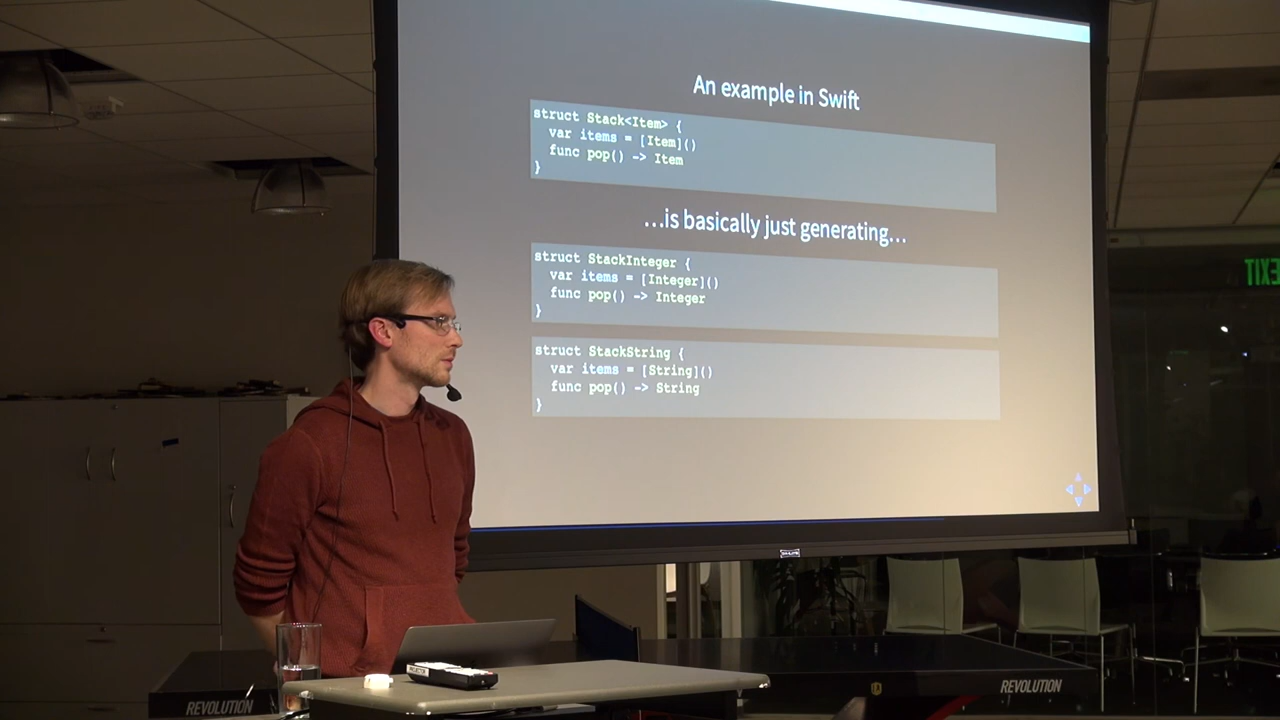 An example in Swift
struct Stack<Item> {
var items = [Item]()
func pop() -> Item
}
...is basically just generating...
struct StackInteger {
var items = [Integer]()
func pop() -> Integer
}
struct StackString {
var items = [String]()
func pop() -> String
}
EXIT
REVOLUTION
REVOLUTION